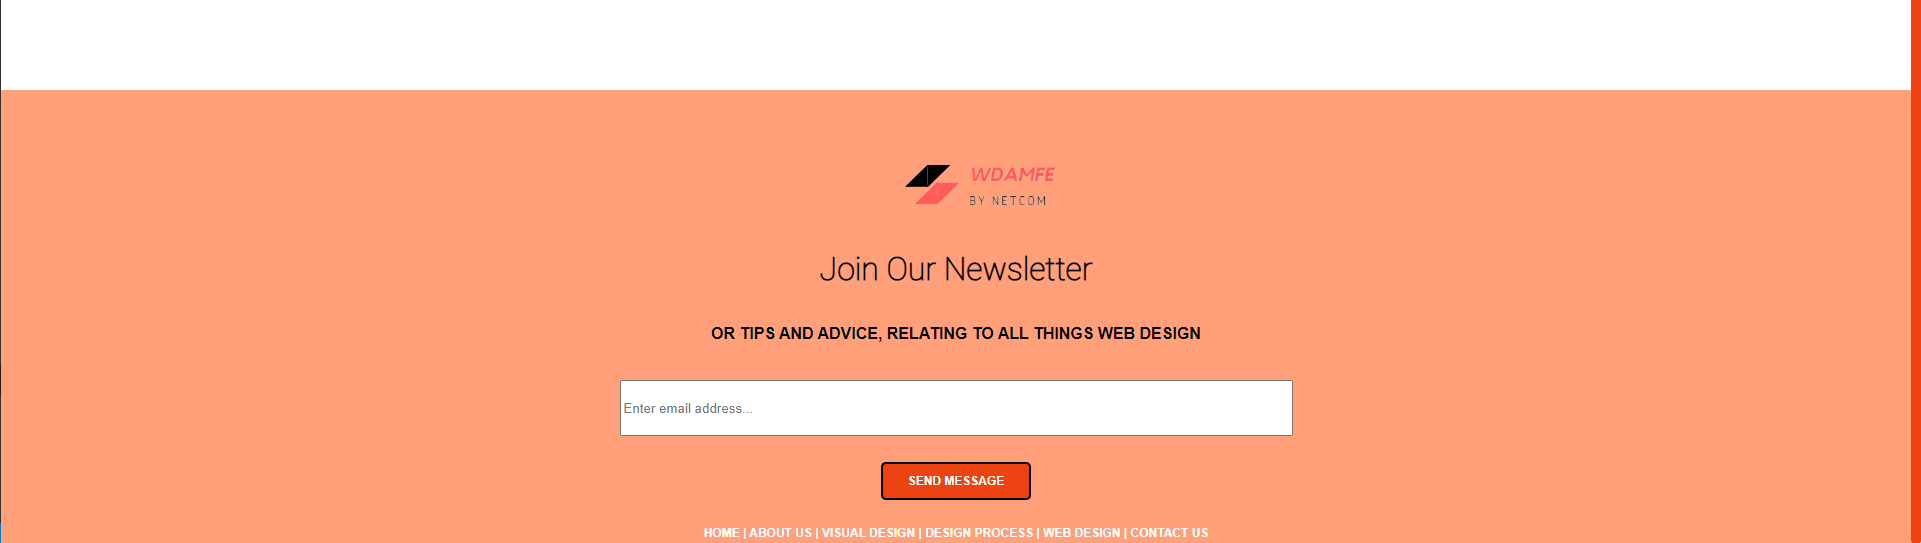 WDAMFE
BY NETCOM
Join Our Newsletter
OR TIPS AND ADVICE, RELATING TO ALL THINGS WEB DESIGN
Enter email address...
SEND MESSAGE
HOME | ABOUT US | VISUAL DESIGN | DESIGN PROCESS | WEB DESIGN | CONTACT US